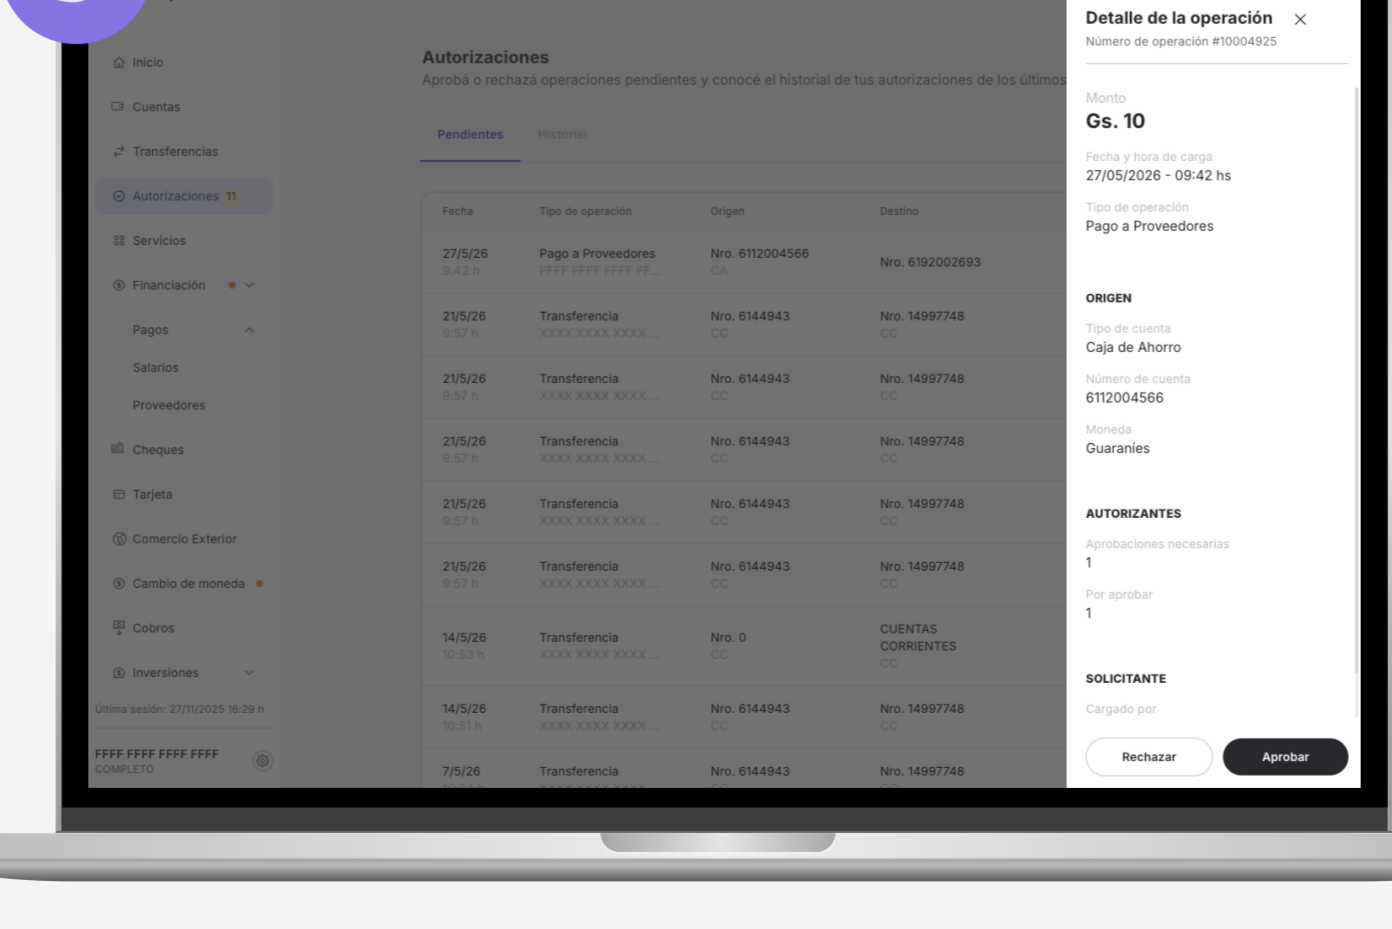 Inicio
Cuentas
Transferencias
Autorizaciones 11
Servicios
Financiación
Pagos
Salarios
Proveedores
Cheques
Tarjeta
Comercio Exterior
Cambio de moneda
Cobros
Inversiones
Última sesión: 27/11/2025 16:29 h
FFFF FFFF FFFF FFFF
COMPLETO
Autorizaciones
Aprobá o rechazá operaciones pendientes y conocé el historial de tus autorizaciones de los últimos
Pendientes Historial
Fecha Tipo de operación Origen Destino
27/5/26 Pago a Proveedores Nro. 6112004566 Nro. 6192002693
9:42 h FFFF FFFF FFFF FF... CA
21/5/26 Transferencia Nro. 6144943 Nro. 14997748
9:57 h XXXX XXXX XXXX ... CC CC
21/5/26 Transferencia Nro. 6144943 Nro. 14997748
9:57 h XXXX XXXX XXXX ... CC CC
21/5/26 Transferencia Nro. 6144943 Nro. 14997748
9:57 h XXXX XXXX XXXX ... CC CC
21/5/26 Transferencia Nro. 6144943 Nro. 14997748
9:57 h XXXX XXXX XXXX ... CC CC
21/5/26 Transferencia Nro. 6144943 Nro. 14997748
9:57 h XXXX XXXX XXXX ... CC CC
14/5/26 Transferencia Nro. 0 CUENTAS CORRIENTES
10:53 h XXXX XXXX XXXX ... CC CC
14/5/26 Transferencia Nro. 6144943 Nro. 14997748
10:51 h XXXX XXXX XXXX ... CC CC
7/5/26 Transferencia Nro. 6144943 Nro. 14997748
Detalle de la operación
Número de operación #10004925
Monto
Gs. 10
Fecha y hora de carga
27/05/2026 - 09:42 hs
Tipo de operación
Pago a Proveedores
ORIGEN
Tipo de cuenta
Caja de Ahorro
Número de cuenta
6112004566
Moneda
Guaraníes
AUTORIZANTES
Aprobaciones necesarias
1
Por aprobar
1
SOLICITANTE
Cargado por
Rechazar Aprobar